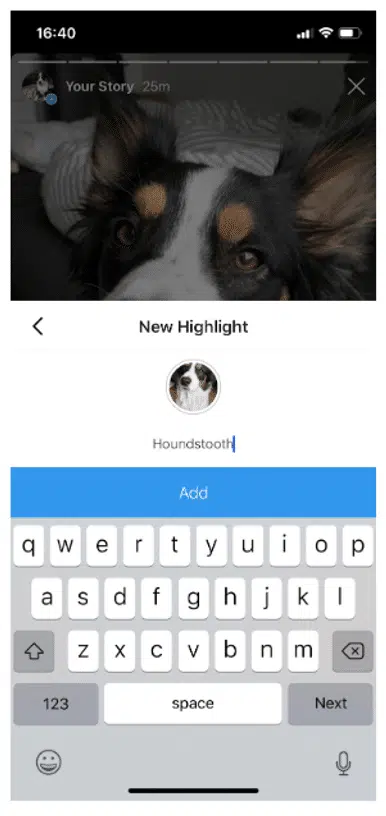 16:40
Your Story 25m
New Highlight
Houndstooth
Add
q w e r t y u i o p
a s d f g h j k l
z x c v b n m
123 space Next